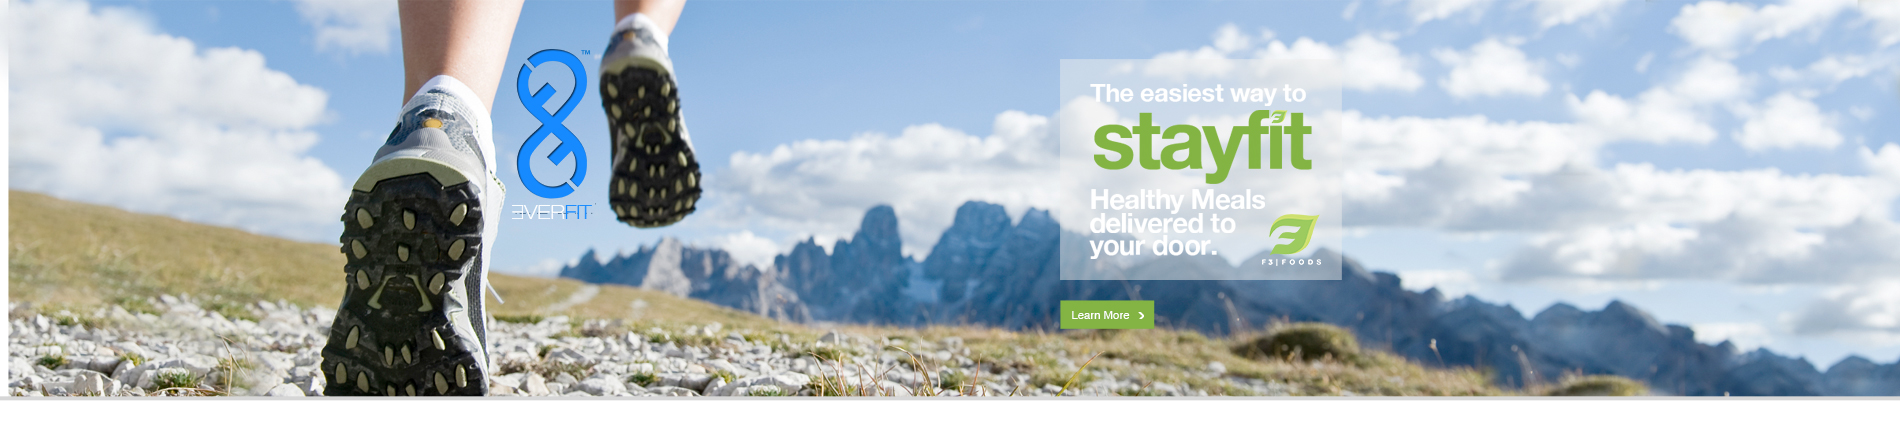 ™
EVERFIT
The easiest way to
stayfit
Healthy Meals
delivered to
your door.
F3|FOODS
Learn More